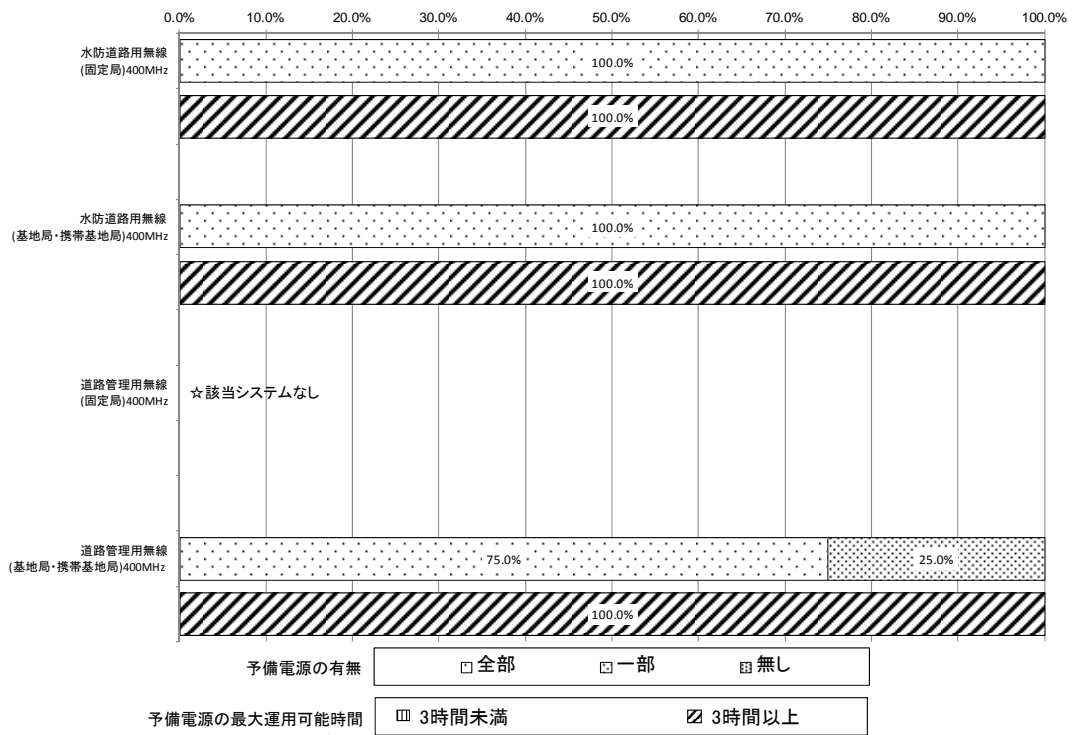 0.0% 10.0% 20.0% 30.0% 40.0% 50.0% 60.0% 70.0% 80.0% 90.0% 100.0%
水防道路用無線
(固定局)400MHz
100.0%
100.0%
水防道路用無線
(基地局・携帯基地局)400MHz
100.0%
100.0%
道路管理用無線
(固定局)400MHz
☆該当システムなし
道路管理用無線
(基地局・携帯基地局)400MHz
75.0% 25.0%
100.0%
予備電源の有無 全部 一部 無し
予備電源の最大運用可能時間 3時間未満 3時間以上